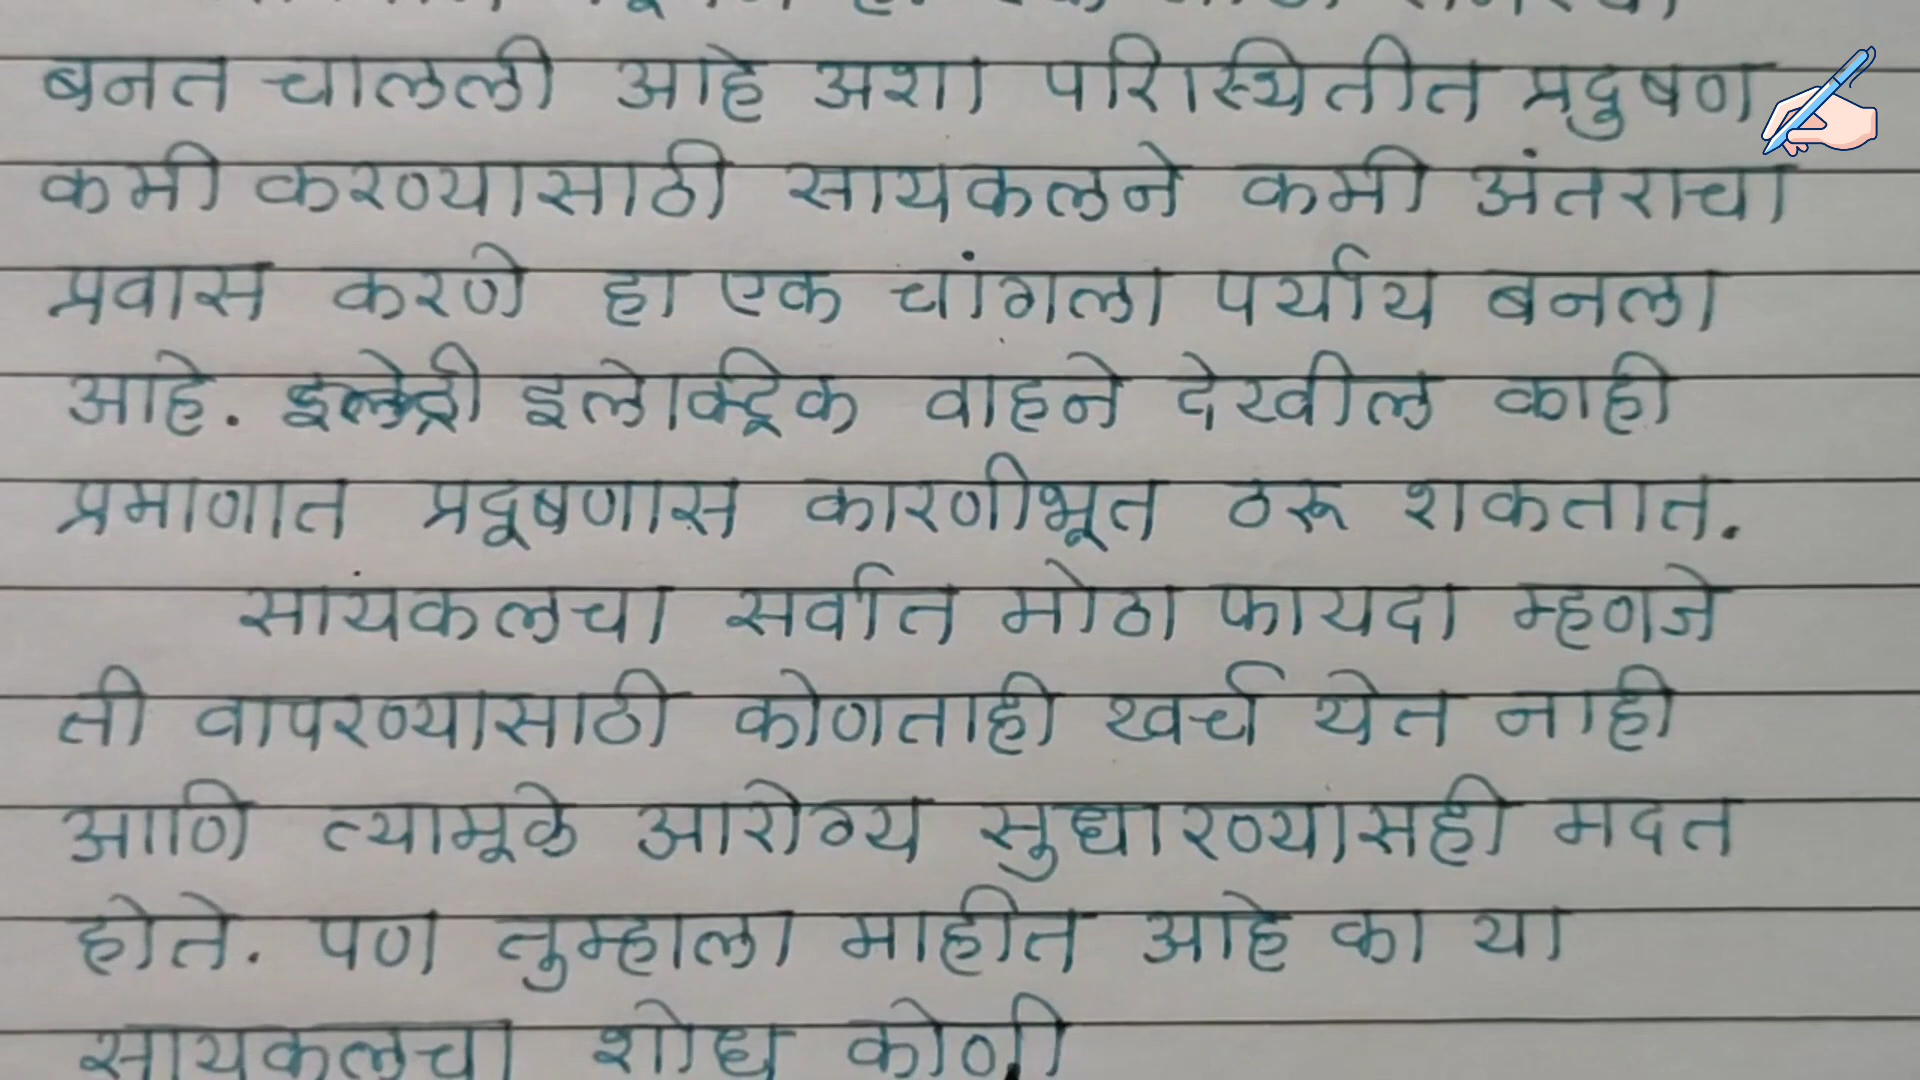 बनत चालली आहे अशा परिस्थितीत प्रदुषण
कमी करण्यासाठी सायकलने कमी अंतराचा
प्रवास करणे हा एक चांगला पर्याय बनला
आहे. इलेक्ट्रिक वाहने देखील काही
प्रमाणात प्रदूषणास कारणीभूत ठरू शकतात.
सायंकलचा सर्वात मोठा फायदा म्हणजे
ती वापरण्यासाठी कोणताही खर्च येत नाही
आणि त्यामूळे आरोग्य सुधारण्यासही मदत
होते. पण तुम्हाला माहीत आहे का या
सायकलचा शोध कोणी